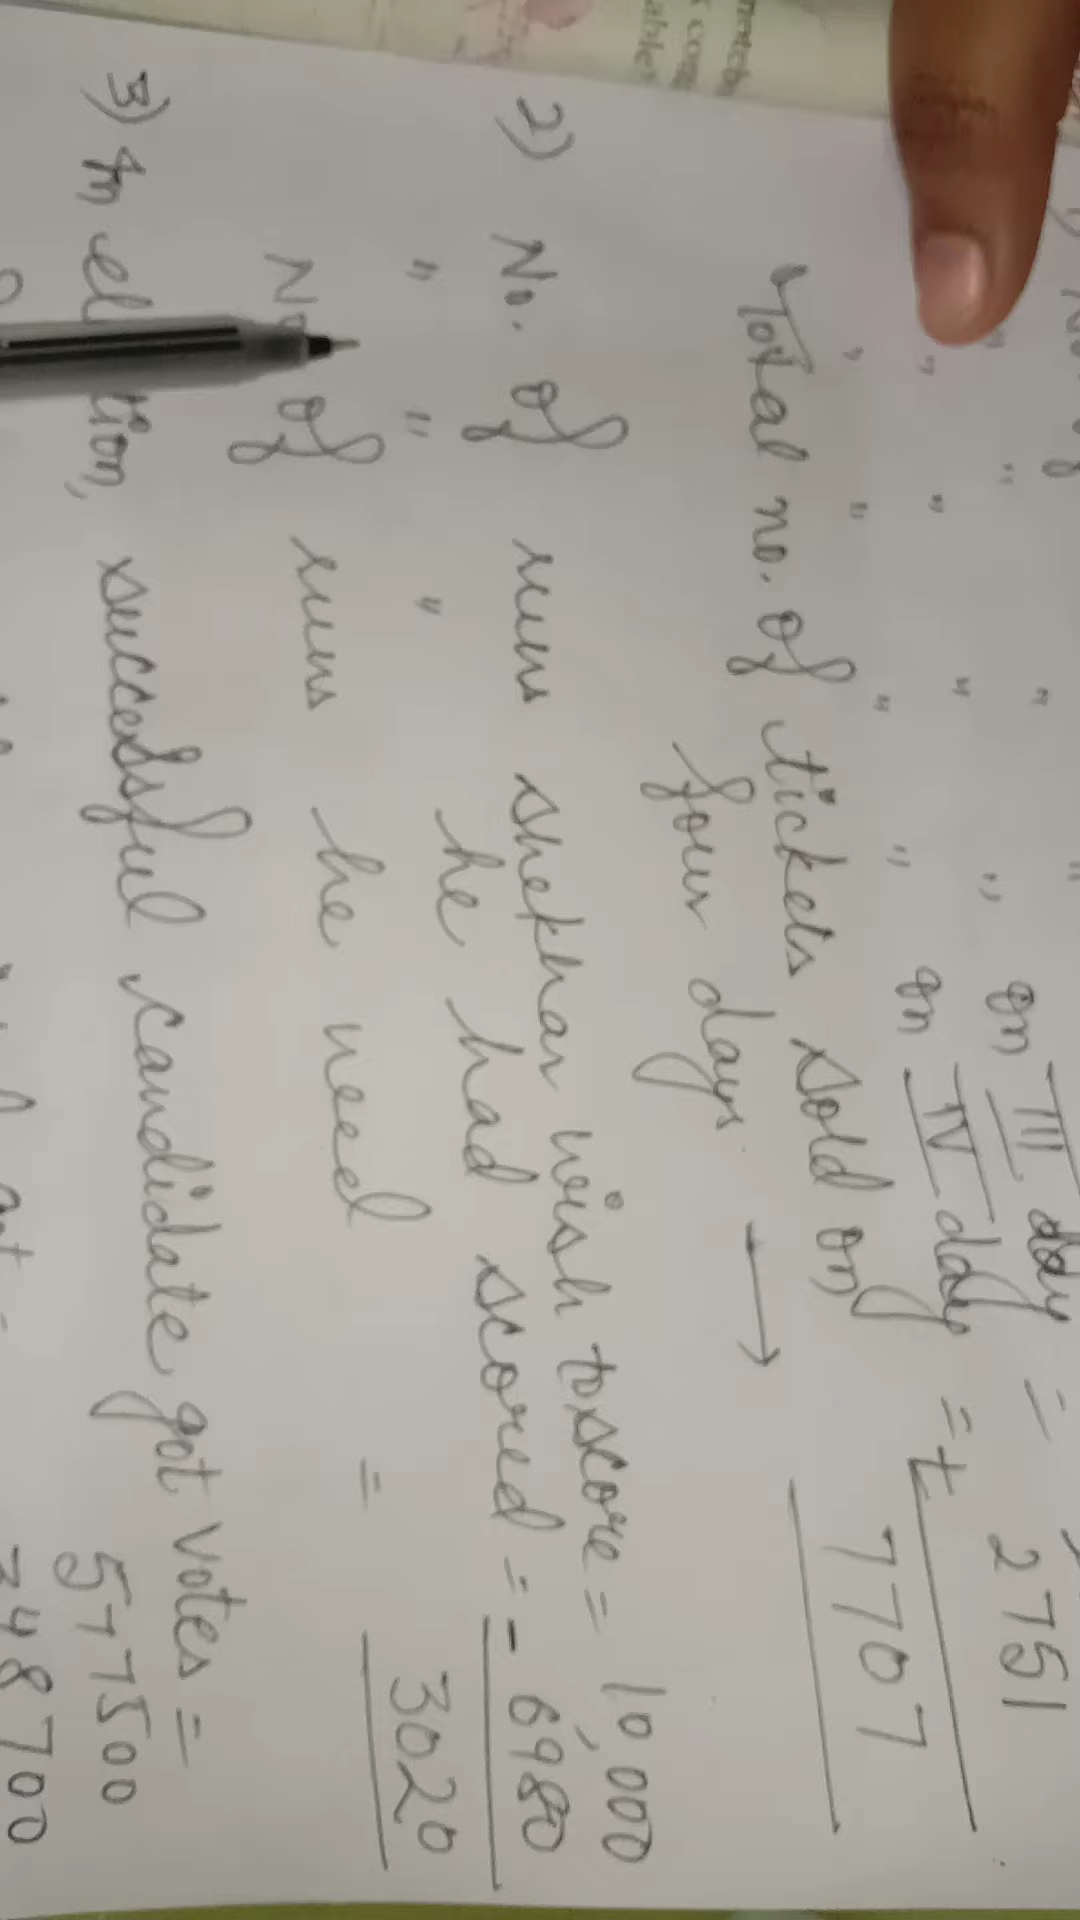 " " " " on III day = 2751
" " " " on IV day = +
Total no. of tickets sold on
four days → 7707
2) No. of runs shekhar wish to score = 10,000
" " " he had scored = - 6980
No. of runs he need = 3020
3) In election, successful candidate got votes = 577500
348700